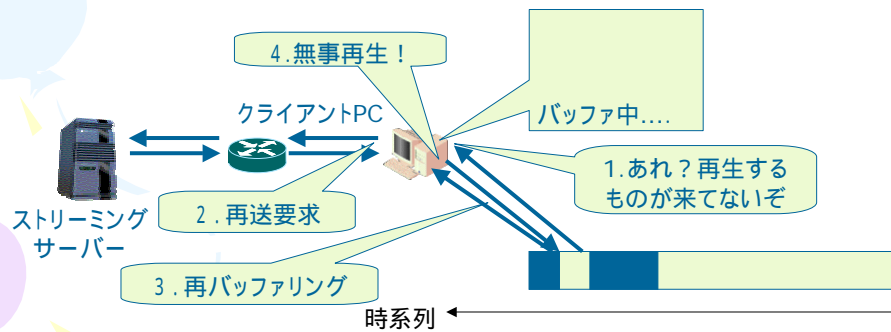 4.無事再生！
クライアントPC
バッファ中....
1.あれ？再生する
ものが来てないぞ
2．再送要求
ストリーミング
サーバー
3．再バッファリング
時系列